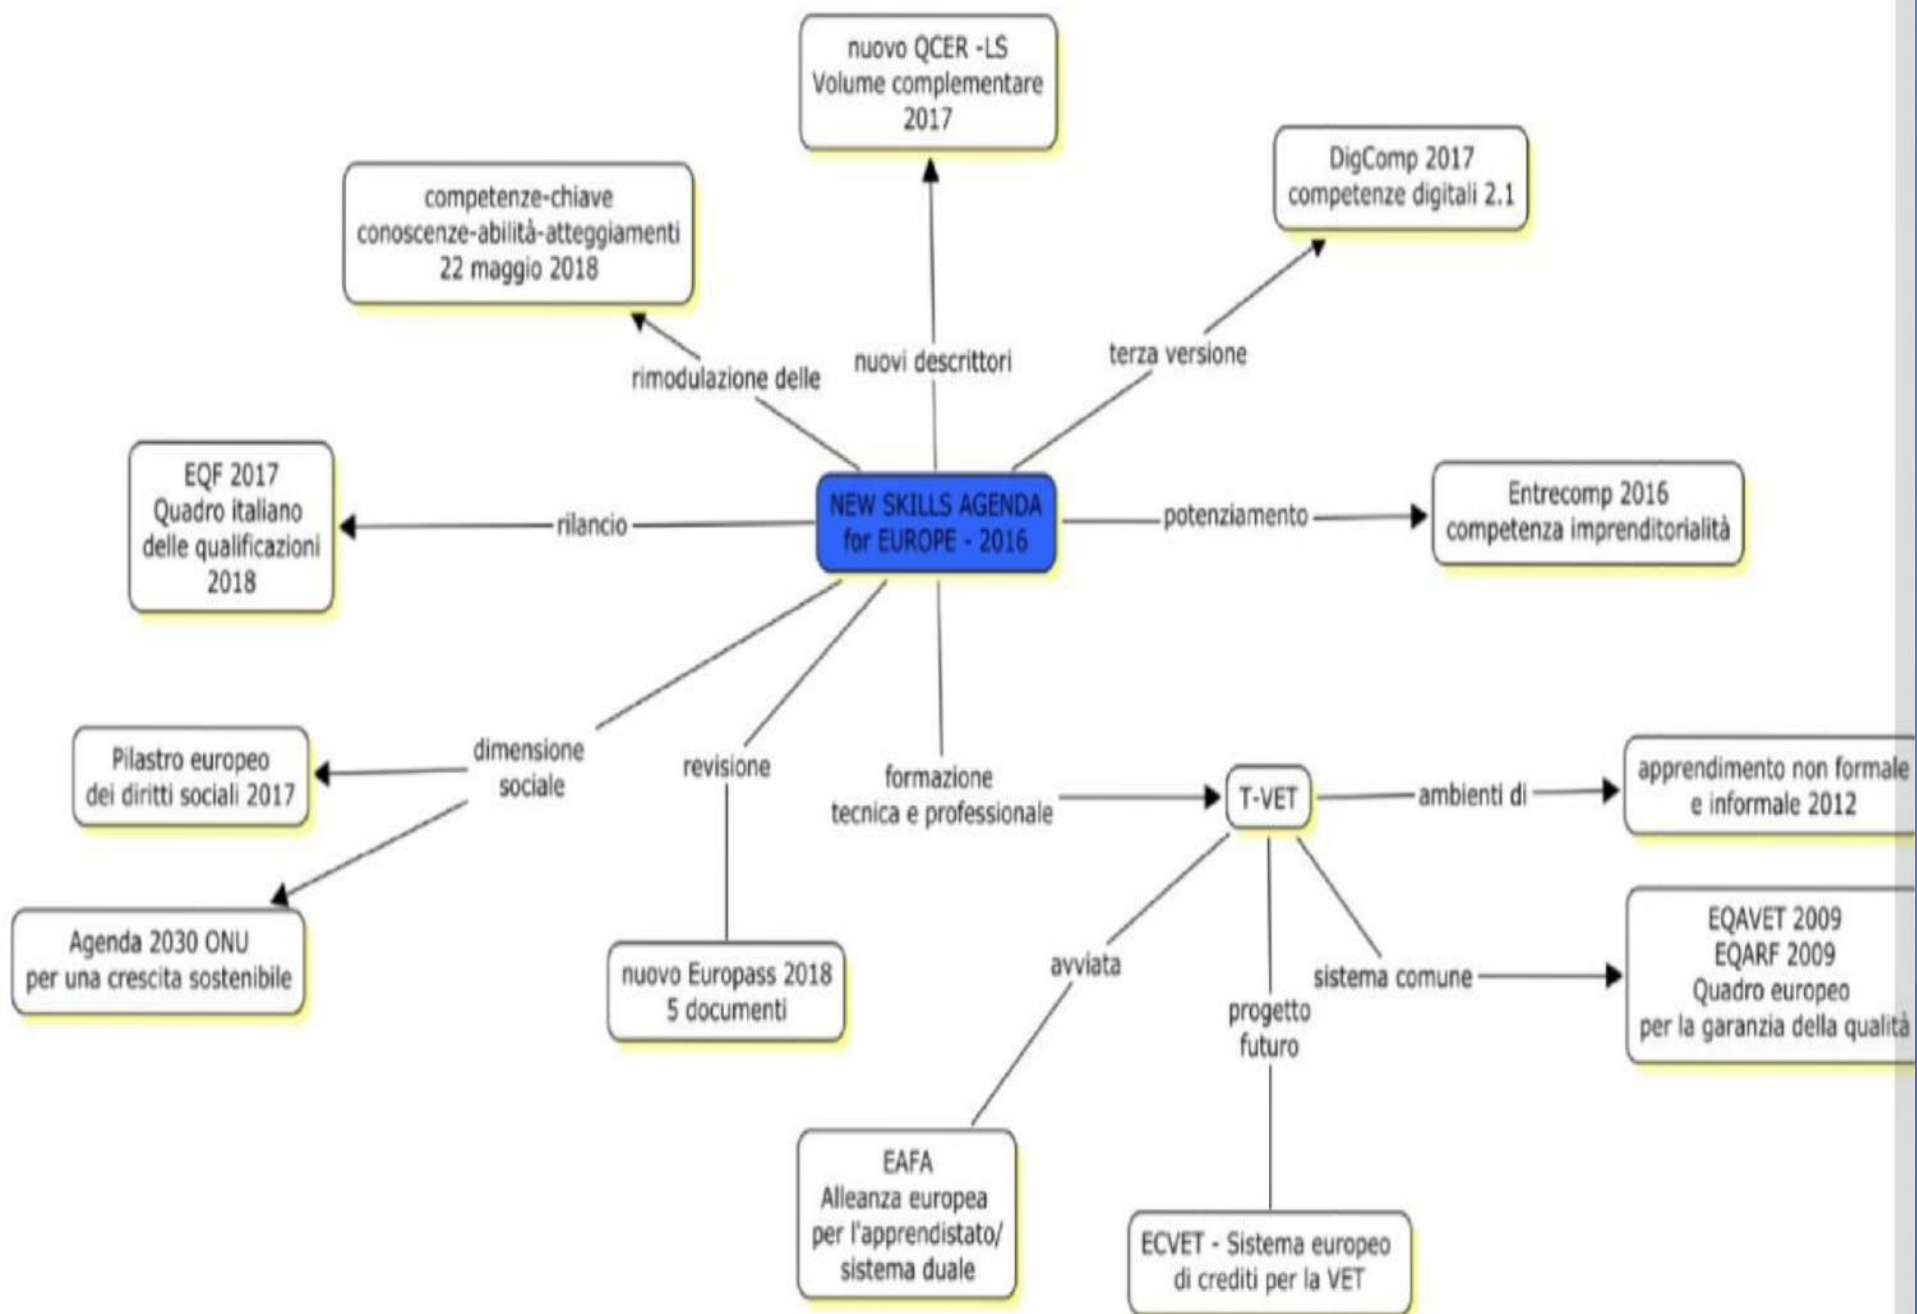 nuovo QCER -LS
Volume complementare
2017
DigComp 2017
competenze digitali 2.1
competenze-chiave
conoscenze-abilità-atteggiamenti
22 maggio 2018
nuovi descrittori
terza versione
rimodulazione delle
EQF 2017
Quadro italiano
delle qualificazioni
2018
rilancio
NEW SKILLS AGENDA
for EUROPE - 2016
potenziamento
Entrecomp 2016
competenza imprenditorialità
Pilastro europeo
dei diritti sociali 2017
dimensione
sociale
revisione
formazione
tecnica e professionale
T-VET
ambienti di
apprendimento non formale
e informale 2012
Agenda 2030 ONU
per una crescita sostenibile
nuovo Europass 2018
5 documenti
avviata
progetto
futuro
sistema comune
EQAVET 2009
EQARF 2009
Quadro europeo
per la garanzia della qualità
EAFA
Alleanza europea
per l'apprendistato/
sistema duale
ECVET - Sistema europeo
di crediti per la VET